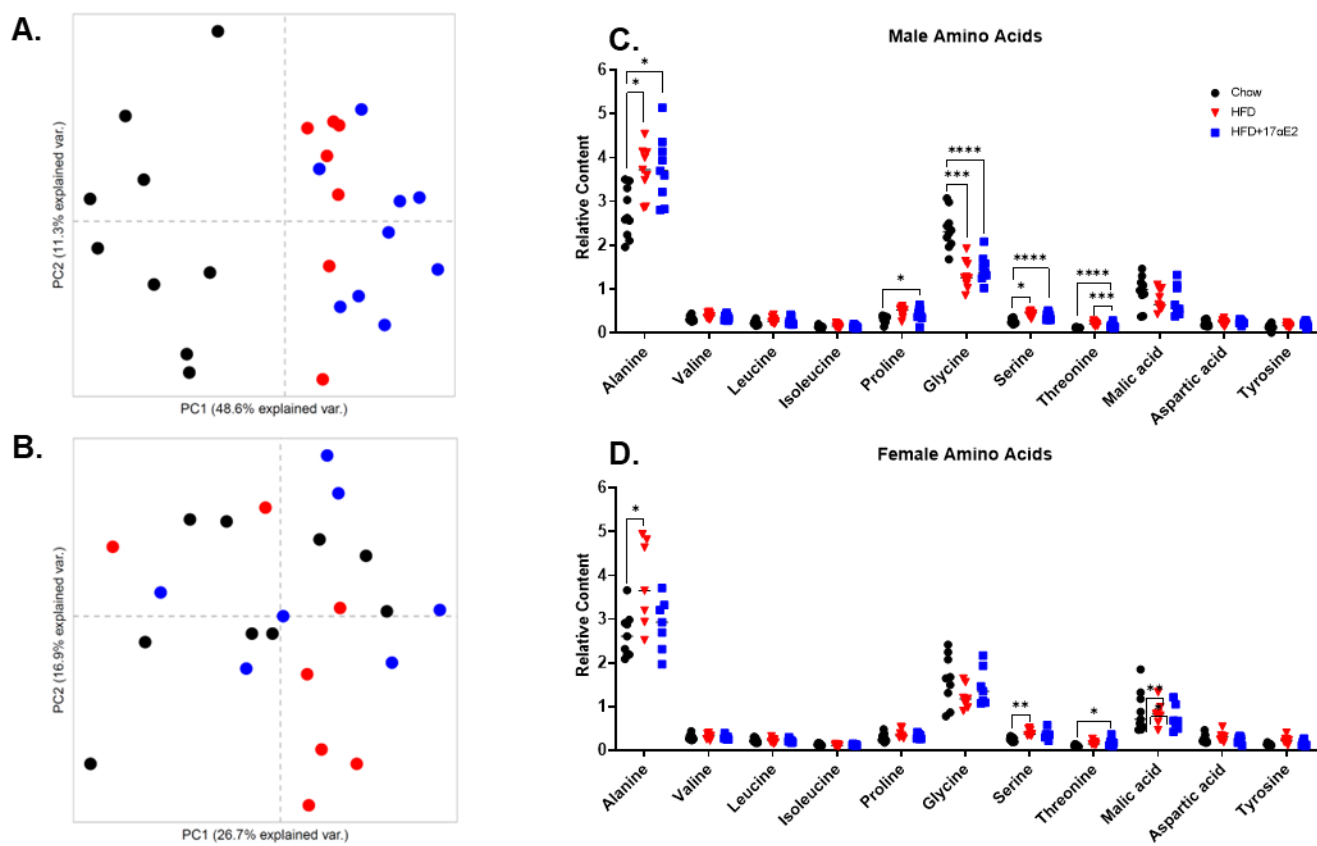 A.
PC2 (11.3% explained var.)
PC1 (48.6% explained var.)
B.
PC2 (16.9% explained var.)
PC1 (26.7% explained var.)
C.
Male Amino Acids
Relative Content
6
5
4
3
2
1
0
*
*
*
****
***
****
*
****
***
Chow
HFD
HFD+17αE2
Alanine
Valine
Leucine
Isoleucine
Proline
Glycine
Serine
Threonine
Malic acid
Aspartic acid
Tyrosine
D.
Female Amino Acids
Relative Content
6
5
4
3
2
1
0
*
**
*
**
Alanine
Valine
Leucine
Isoleucine
Proline
Glycine
Serine
Threonine
Malic acid
Aspartic acid
Tyrosine